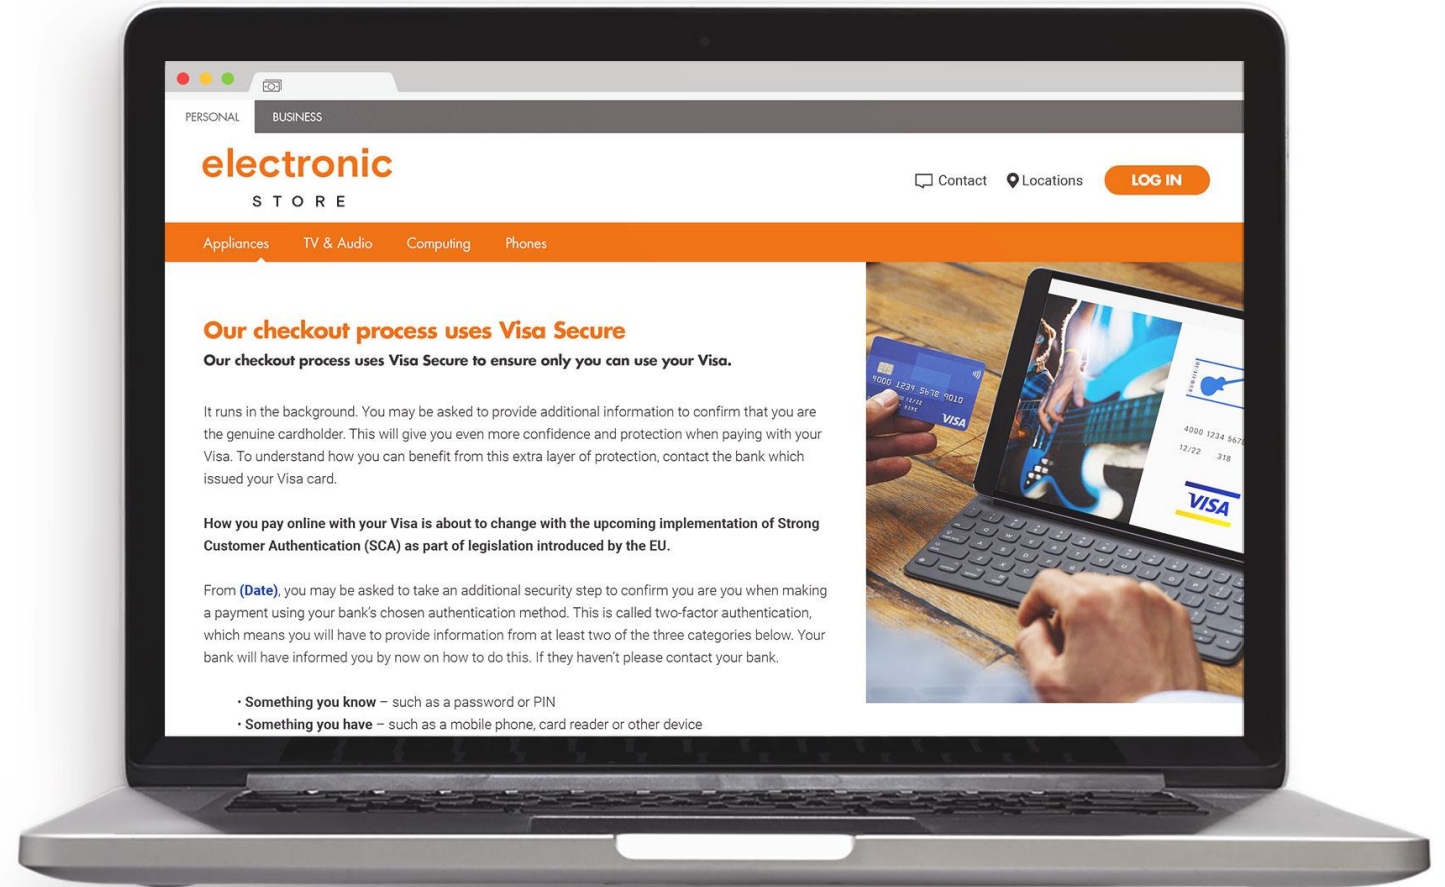 PERSONAL
BUSINESS
electronic
STORE
Contact
Locations
LOG IN
Appliances
TV & Audio
Computing
Phones
Our checkout process uses Visa Secure
Our checkout process uses Visa Secure to ensure only you can use your Visa.
It runs in the background. You may be asked to provide additional information to confirm that you are
the genuine cardholder. This will give you even more confidence and protection when paying with your
Visa. To understand how you can benefit from this extra layer of protection, contact the bank which
issued your Visa card.
How you pay online with your Visa is about to change with the upcoming implementation of Strong
Customer Authentication (SCA) as part of legislation introduced by the EU.
From (Date), you may be asked to take an additional security step to confirm you are you when making
a payment using your bank's chosen authentication method. This is called two-factor authentication,
which means you will have to provide information from at least two of the three categories below. Your
bank will have informed you by now on how to do this. If they haven't please contact your bank.
• Something you know – such as a password or PIN
• Something you have – such as a mobile phone, card reader or other device
4000 1234 5678 9010
12/22
VISA
4000 1234 567
12/22 318
VISA